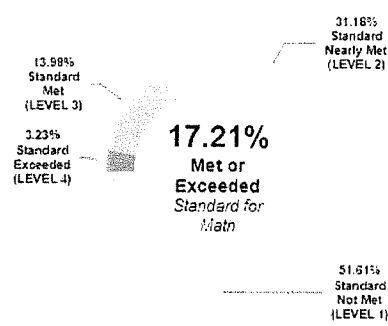 31.18%
Standard
Nearly Met
(LEVEL 2)
13.98%
Standard
Met
(LEVEL 3)
3.23%
Standard
Exceeded
(LEVEL 4)
17.21%
Met or
Exceeded
Standard for
Math
51.61%
Standard
Not Met
(LEVEL 1)